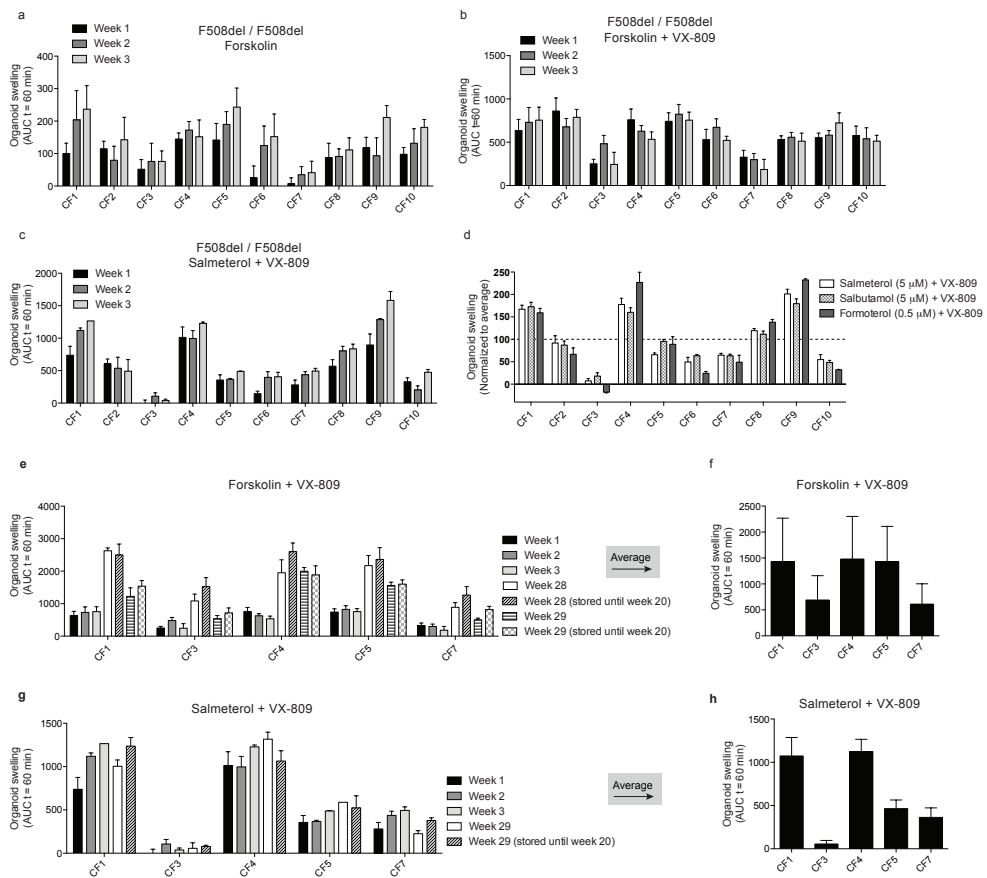 a
F508del / F508del
Forskolin
Week 1
Week 2
Week 3
Organoid swelling
(AUC t = 60 min)
400
300
200
100
0
CF1
CF2
CF3
CF4
CF5
CF6
CF7
CF8
CF9
CF10
b
F508del / F508del
Forskolin + VX-809
Week 1
Week 2
Week 3
Organoid swelling
(AUC t=60 min)
1500
1000
500
0
CF1
CF2
CF3
CF4
CF5
CF6
CF7
CF8
CF9
CF10
c
F508del / F508del
Salmeterol + VX-809
Week 1
Week 2
Week 3
Organoid swelling
(AUC t = 60 min)
2000
1500
1000
500
0
CF1
CF2
CF3
CF4
CF5
CF6
CF7
CF8
CF9
CF10
d
Organoid swelling
(Normalized to average)
250
200
150
100
50
0
CF1
CF2
CF3
CF4
CF5
CF6
CF7
CF8
CF9
CF10
Salmeterol (5 µM) + VX-809
Salbutamol (5 µM) + VX-809
Formoterol (0.5 µM) + VX-809
e
Forskolin + VX-809
Organoid swelling
(AUC t = 60 min)
4000
3000
2000
1000
0
CF1
CF3
CF4
CF5
CF7
Week 1
Week 2
Week 3
Week 28
Week 28 (stored until week 20)
Week 29
Week 29 (stored until week 20)
Average
f
Forskolin + VX-809
Organoid swelling
(AUC t = 60 min)
2500
2000
1500
1000
500
0
CF1
CF3
CF4
CF5
CF7
g
Salmeterol + VX-809
Organoid swelling
(AUC t = 60 min)
1500
1000
500
0
CF1
CF3
CF4
CF5
CF7
Week 1
Week 2
Week 3
Week 29
Week 29 (stored until week 20)
Average
h
Salmeterol + VX-809
Organoid swelling
(AUC t = 60 min)
1500
1000
500
0
CF1
CF3
CF4
CF5
CF7